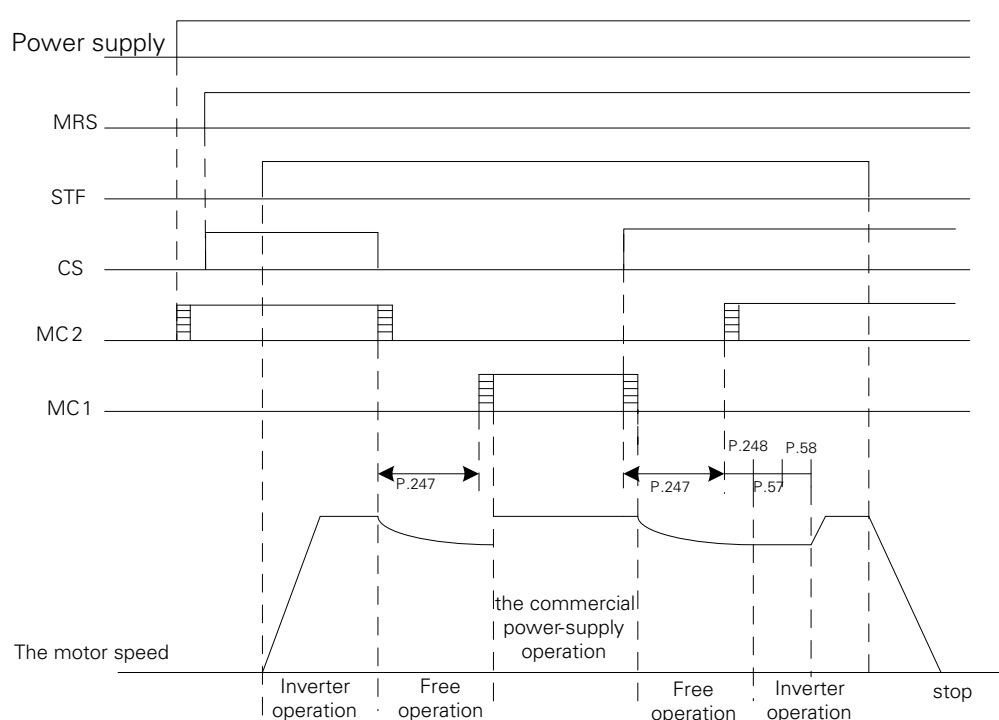 Power supply
MRS
STF
CS
MC2
MC1
P.248 P.58
P.247 P.247 P.57
the commercial
power-supply
operation
The motor speed
Inverter
operation
Free
operation
Free
operation
Inverter
operation
stop